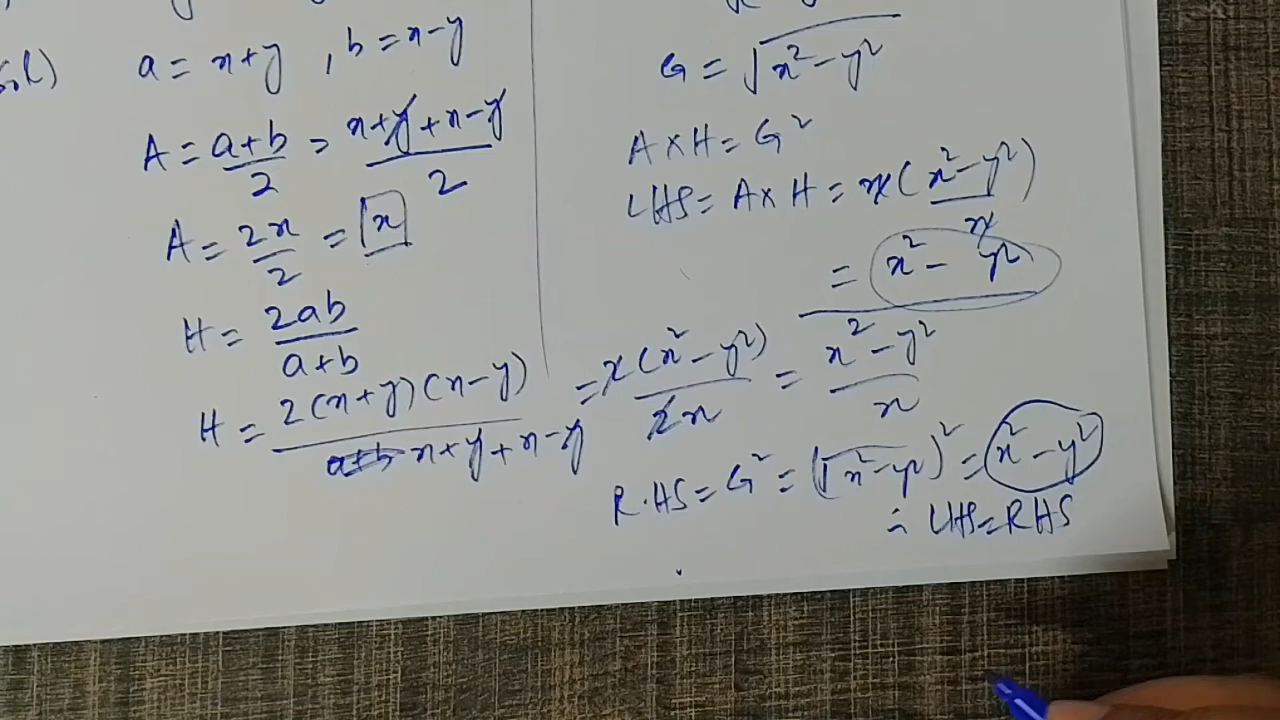 a = x+y , b = x-y
A = a+b/2 = x+y+x-y/2
A = 2x/2 = x
H = 2ab/a+b
H = 2(x+y)(x-y)/x+y+x-y = 2(x²-y²)/2x = x²-y²/x
G = √x²-y²
A×H = G²
LHS = A×H = x(x²-y²/x)
= x²-y²
R.HS = G² = (√x²-y²)² = x²-y²
∴ LHS=RHS